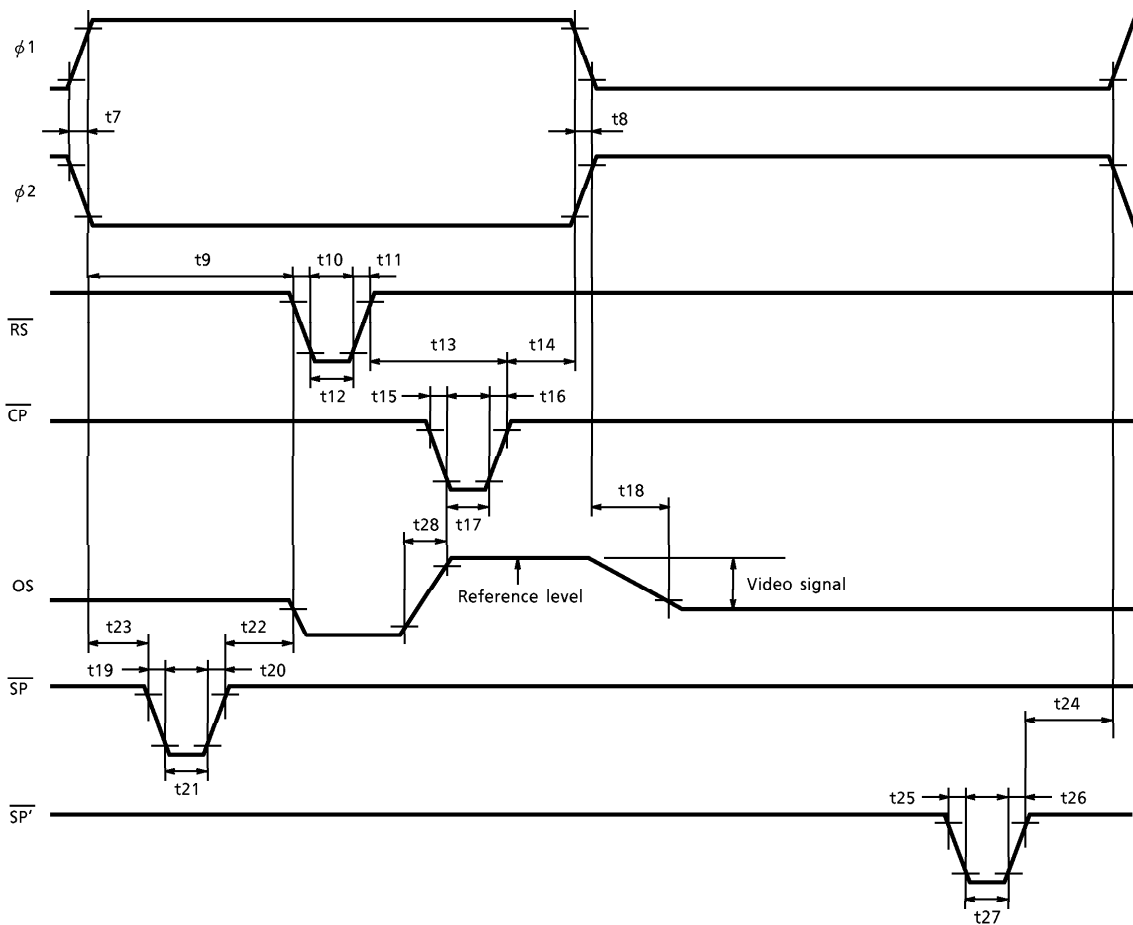 ϕ1
t7
t8
ϕ2
t9
t10
t11
RS
t13
t14
t12
t15
t16
CP
t18
t28
t17
OS
Reference level
Video signal
t23
t22
t19
t20
SP
t24
t21
t25
t26
SP'
t27